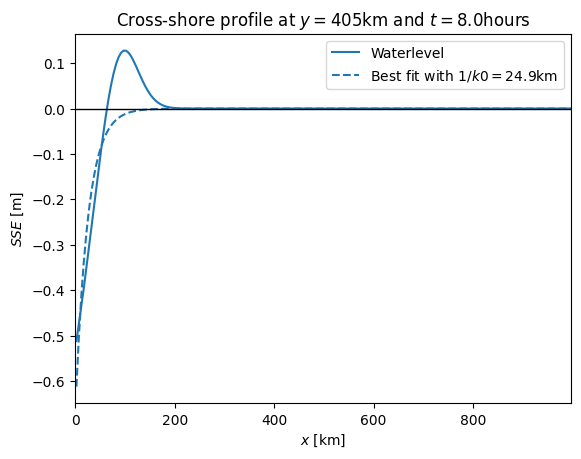 Cross-shore profile at y = 405km and t = 8.0hours
Waterlevel
Best fit with 1/k0 = 24.9km
0.1
0.0
−0.1
−0.2
−0.3
−0.4
−0.5
−0.6
SSE [m]
0 200 400 600 800
x [km]